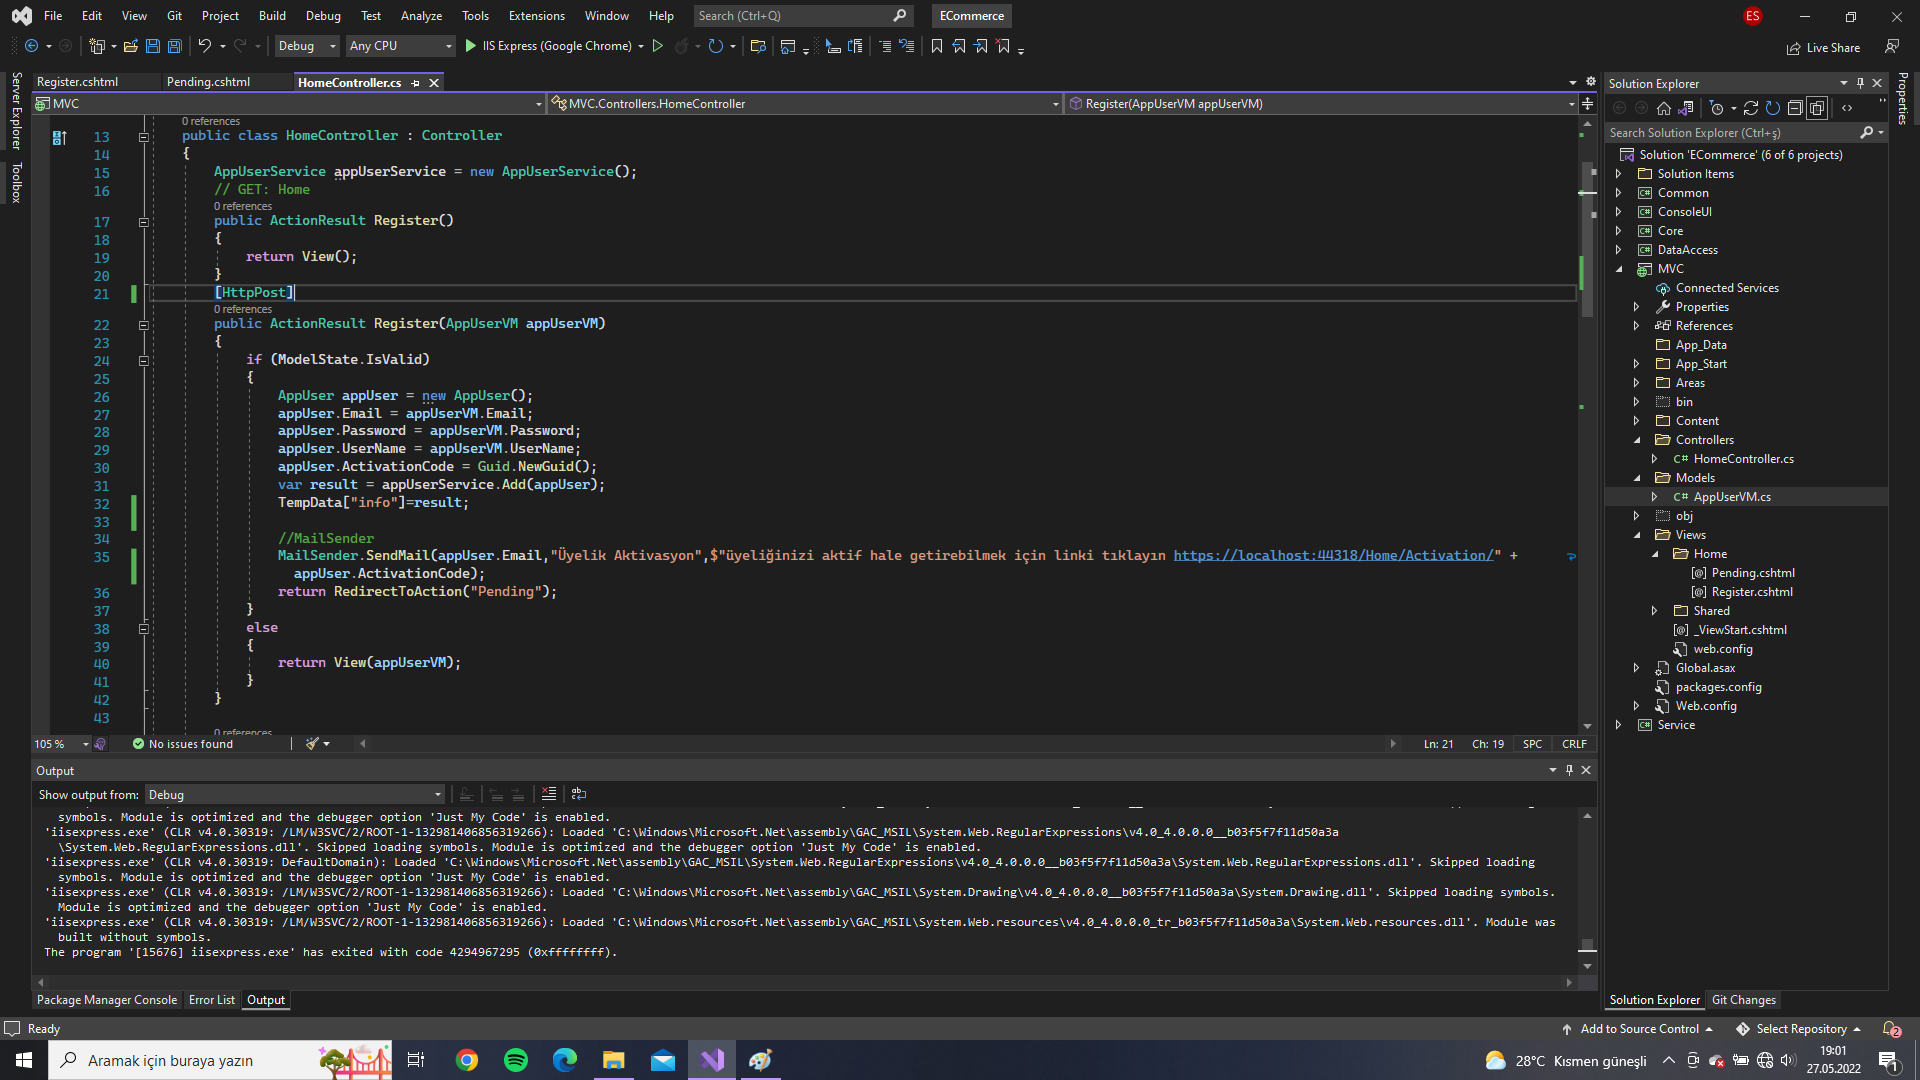 File Edit View Git Project Build Debug Test Analyze Tools Extensions Window Help Search (Ctrl+Q) ECommerce ES
Debug Any CPU IIS Express (Google Chrome) Live Share
Server Explorer
Toolbox
Register.cshtml Pending.cshtml HomeController.cs
MVC MVC.Controllers.HomeController Register(AppUserVM appUserVM)
0 references
13 public class HomeController : Controller
14 {
15 AppUserService appUserService = new AppUserService();
16 // GET: Home
0 references
17 public ActionResult Register()
18 {
19 return View();
20 }
21 [HttpPost]
0 references
22 public ActionResult Register(AppUserVM appUserVM)
23 {
24 if (ModelState.IsValid)
25 {
26 AppUser appUser = new AppUser();
27 appUser.Email = appUserVM.Email;
28 appUser.Password = appUserVM.Password;
29 appUser.UserName = appUserVM.UserName;
30 appUser.ActivationCode = Guid.NewGuid();
31 var result = appUserService.Add(appUser);
32 TempData["info"]=result;
33
34 //MailSender
35 MailSender.SendMail(appUser.Email,"Üyelik Aktivasyon",$"üyeliğinizi aktif hale getirebilmek için linki tıklayın https://localhost:44318/Home/Activation/" +
appUser.ActivationCode);
36 return RedirectToAction("Pending");
37 }
38 else
39 {
40 return View(appUserVM);
41 }
42 }
43
0 references
105 % No issues found Ln: 21 Ch: 19 SPC CRLF
Output
Show output from: Debug
symbols. Module is optimized and the debugger option 'Just My Code' is enabled.
'iisexpress.exe' (CLR v4.0.30319: /LM/W3SVC/2/ROOT-1-132981406856319266): Loaded 'C:\Windows\Microsoft.Net\assembly\GAC_MSIL\System.Web.RegularExpressions\v4.0_4.0.0.0__b03f5f7f11d50a3a
\System.Web.RegularExpressions.dll'. Skipped loading symbols. Module is optimized and the debugger option 'Just My Code' is enabled.
'iisexpress.exe' (CLR v4.0.30319: DefaultDomain): Loaded 'C:\Windows\Microsoft.Net\assembly\GAC_MSIL\System.Web.RegularExpressions\v4.0_4.0.0.0__b03f5f7f11d50a3a\System.Web.RegularExpressions.dll'. Skipped loading
symbols. Module is optimized and the debugger option 'Just My Code' is enabled.
'iisexpress.exe' (CLR v4.0.30319: /LM/W3SVC/2/ROOT-1-132981406856319266): Loaded 'C:\Windows\Microsoft.Net\assembly\GAC_MSIL\System.Drawing\v4.0_4.0.0.0__b03f5f7f11d50a3a\System.Drawing.dll'. Skipped loading symbols.
Module is optimized and the debugger option 'Just My Code' is enabled.
'iisexpress.exe' (CLR v4.0.30319: /LM/W3SVC/2/ROOT-1-132981406856319266): Loaded 'C:\Windows\Microsoft.Net\assembly\GAC_MSIL\System.Web.resources\v4.0_4.0.0.0_tr_b03f5f7f11d50a3a\System.Web.resources.dll'. Module was
built without symbols.
The program '[15676] iisexpress.exe' has exited with code 4294967295 (0xffffffff).
Package Manager Console Error List Output
Solution Explorer
Search Solution Explorer (Ctrl+ş)
Solution 'ECommerce' (6 of 6 projects)
Solution Items
C# Common
C# ConsoleUI
C# Core
C# DataAccess
MVC
Connected Services
Properties
References
App_Data
App_Start
Areas
bin
Content
Controllers
C# HomeController.cs
Models
C# AppUserVM.cs
obj
Views
Home
[@] Pending.cshtml
[@] Register.cshtml
Shared
[@] _ViewStart.cshtml
web.config
Global.asax
packages.config
Web.config
C# Service
Solution Explorer Git Changes
Properties
Ready Add to Source Control Select Repository 2
Aramak için buraya yazın 28°C Kısmen güneşli 19:01
27.05.2022 1